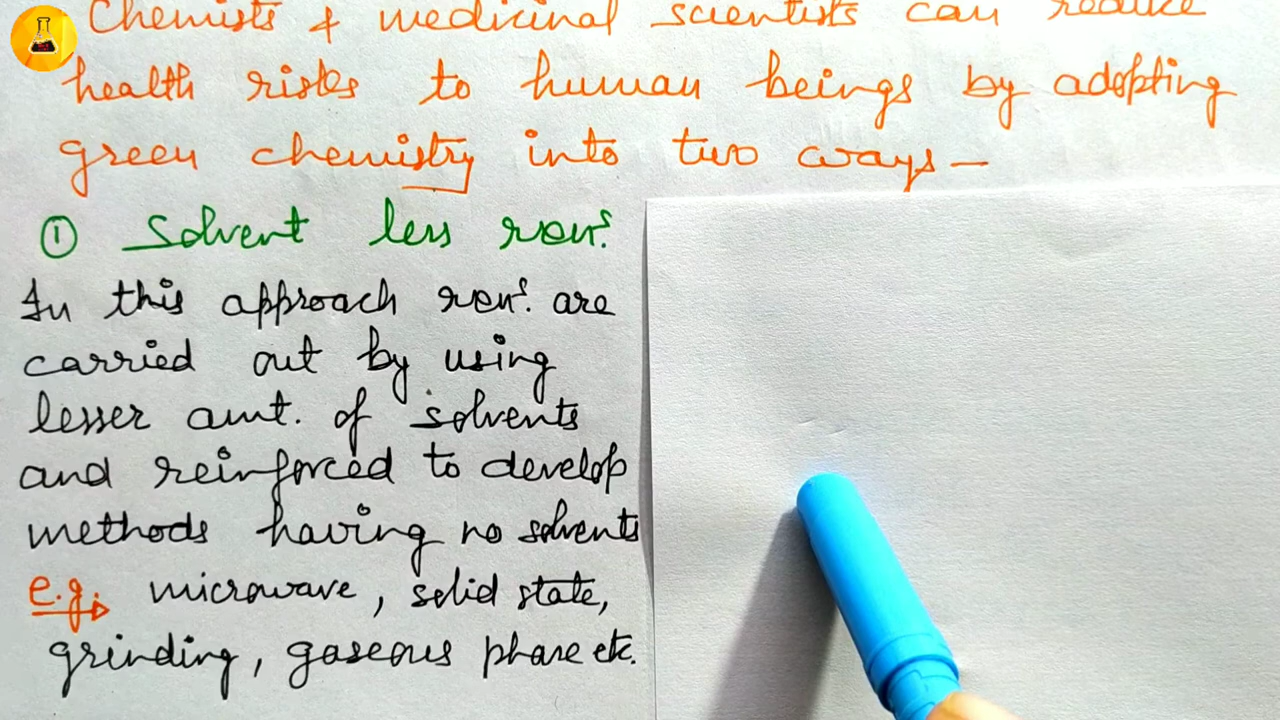 Chemists & medicinal scientists can reduce
health risks to human beings by adopting
green chemistry into two ways —
① Solvent less rxns.
In this approach rxns. are
carried out by using
lesser amt. of solvents
and reinforced to develop
methods having no solvents
e.g. microwave, solid state,
grinding, gaseous phase etc.